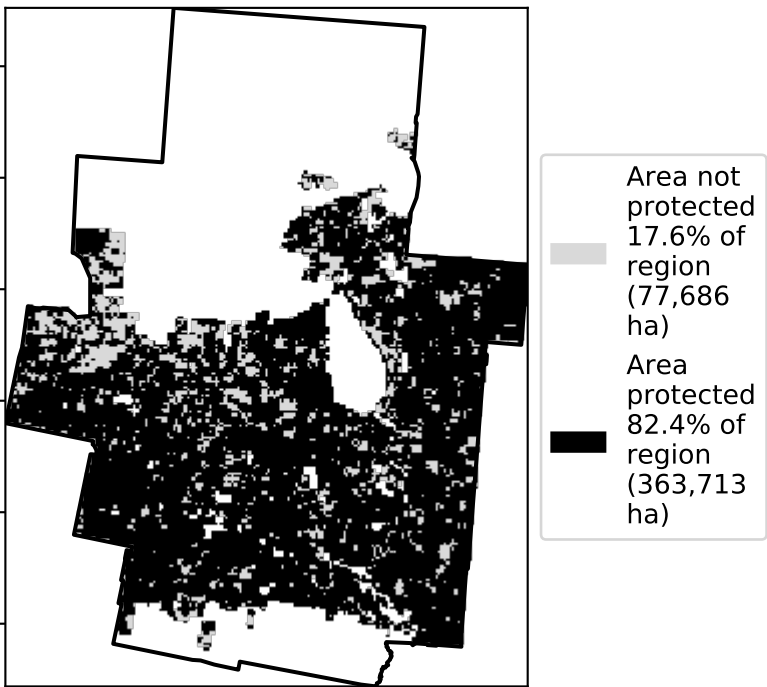 Area not
protected
17.6% of
region
(77,686
ha)
Area
protected
82.4% of
region
(363,713
ha)